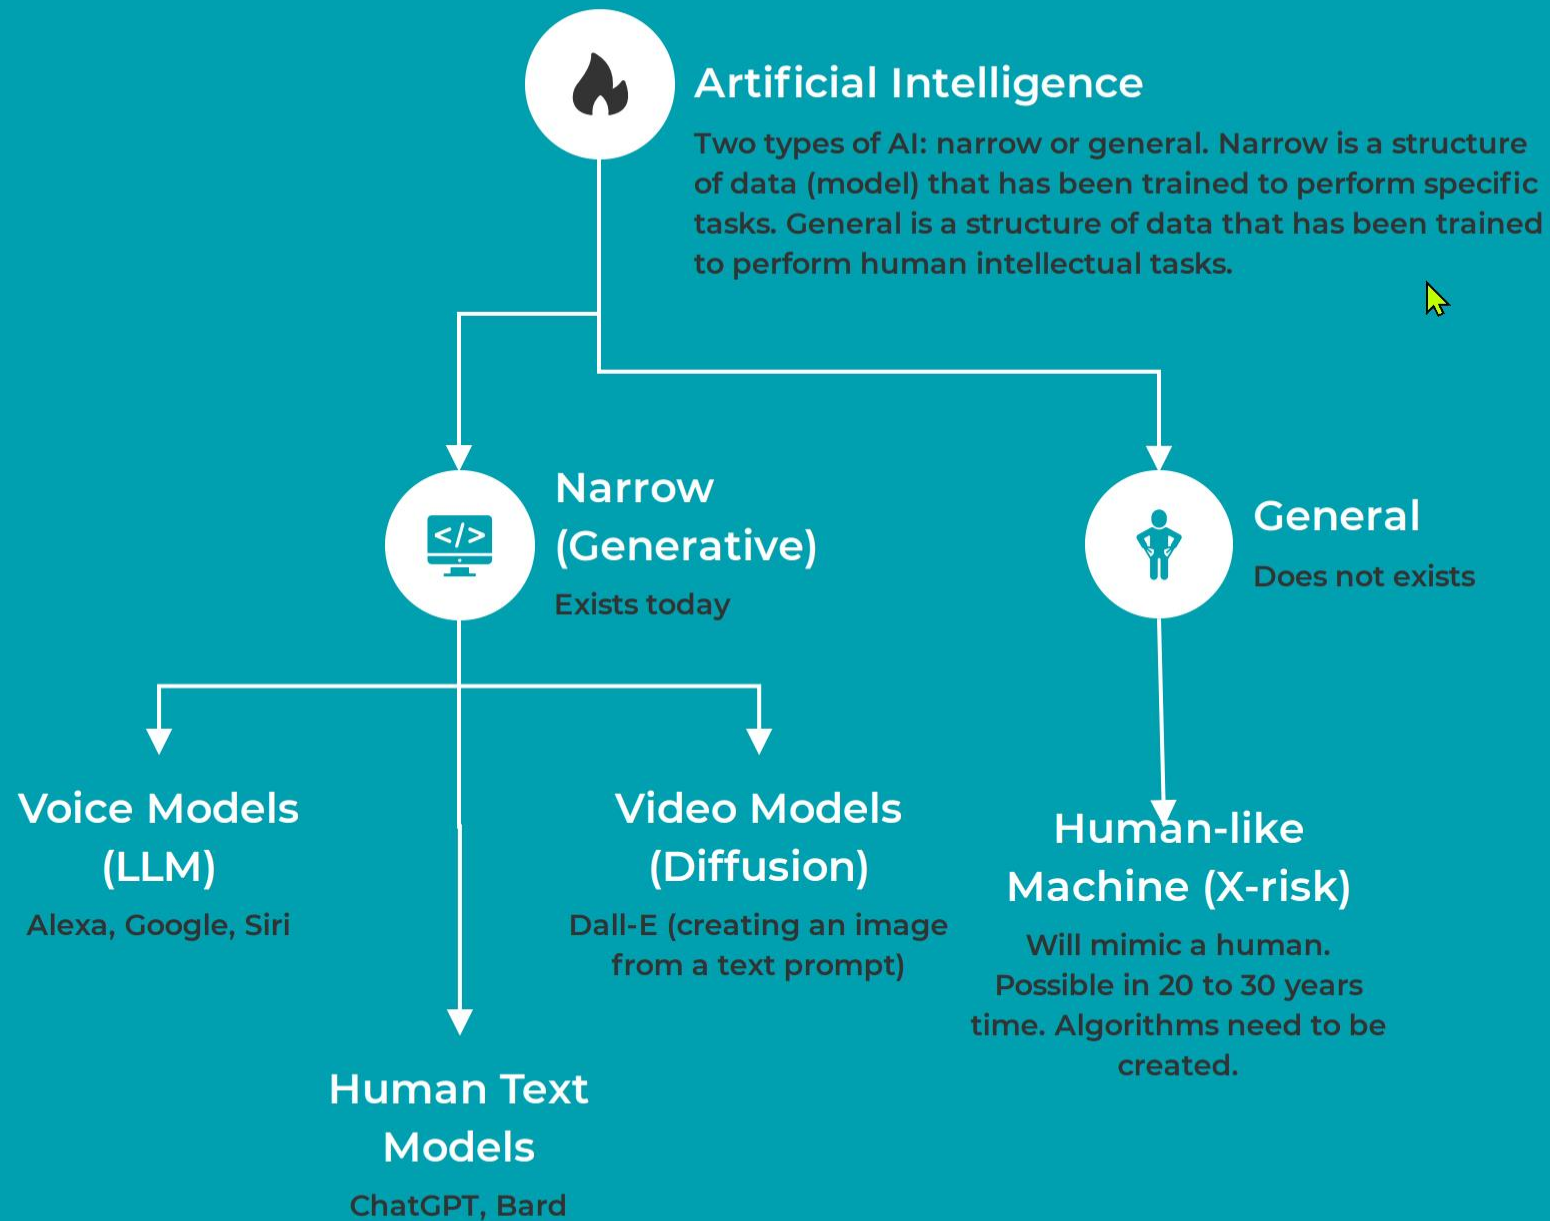 Artificial Intelligence
Two types of AI: narrow or general. Narrow is a structure
of data (model) that has been trained to perform specific
tasks. General is a structure of data that has been trained
to perform human intellectual tasks.
</>
Narrow
(Generative)
Exists today
General
Does not exists
Voice Models
(LLM)
Alexa, Google, Siri
Video Models
(Diffusion)
Dall-E (creating an image
from a text prompt)
Human-like
Machine (X-risk)
Will mimic a human.
Possible in 20 to 30 years
time. Algorithms need to be
created.
Human Text
Models
ChatGPT, Bard